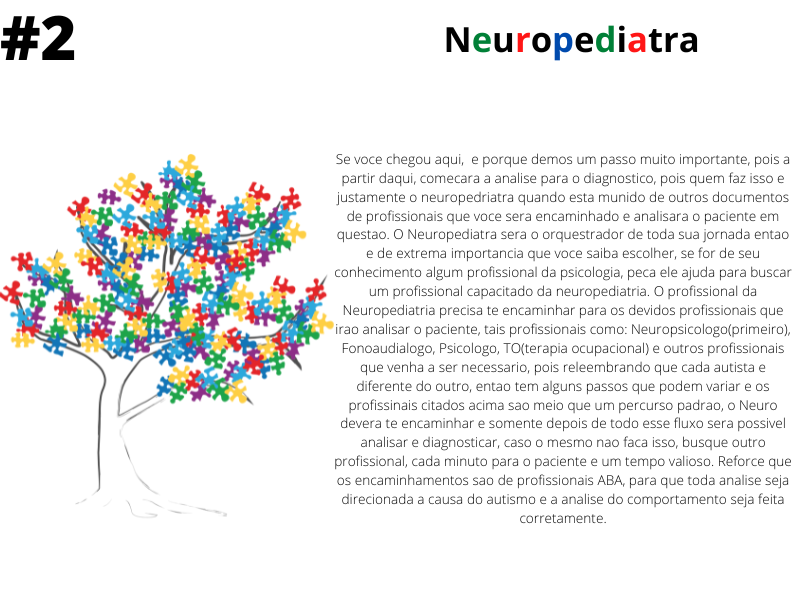 #2
Neuropediatra
Se voce chegou aqui,  e porque demos um passo muito importante, pois a
partir daqui, comecara a analise para o diagnostico, pois quem faz isso e
justamente o neuropedriatra quando esta munido de outros documentos
de profissionais que voce sera encaminhado e analisara o paciente em
questao. O Neuropediatra sera o orquestrador de toda sua jornada entao
e de extrema importancia que voce saiba escolher, se for de seu
conhecimento algum profissional da psicologia, peca ele ajuda para buscar
um profissional capacitado da neuropediatria. O profissional da
Neuropediatria precisa te encaminhar para os devidos profissionais que
irao analisar o paciente, tais profissionais como: Neuropsicologo(primeiro),
Fonoaudialogo, Psicologo, TO(terapia ocupacional) e outros profissionais
que venha a ser necessario, pois releembrando que cada autista e
diferente do outro, entao tem alguns passos que podem variar e os
profissinais citados acima sao meio que um percurso padrao, o Neuro
devera te encaminhar e somente depois de todo esse fluxo sera possivel
analisar e diagnosticar, caso o mesmo nao faca isso, busque outro
profissional, cada minuto para o paciente e um tempo valioso. Reforce que
os encaminhamentos sao de profissionais ABA, para que toda analise seja
direcionada a causa do autismo e a analise do comportamento seja feita
corretamente.